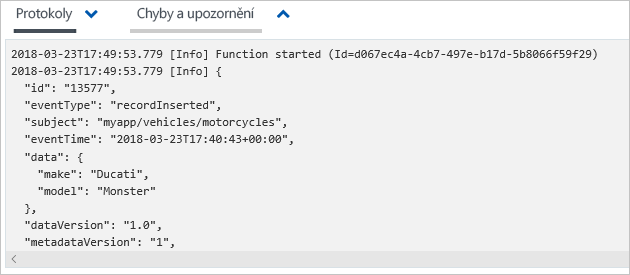 Protokoly Chyby a upozornění
2018-03-23T17:49:53.779 [Info] Function started (Id=d067ec4a-4cb7-497e-b17d-5b8066f59f29)
2018-03-23T17:49:53.779 [Info] {
  "id": "13577",
  "eventType": "recordInserted",
  "subject": "myapp/vehicles/motorcycles",
  "eventTime": "2018-03-23T17:40:43+00:00",
  "data": {
    "make": "Ducati",
    "model": "Monster"
  },
  "dataVersion": "1.0",
  "metadataVersion": "1",